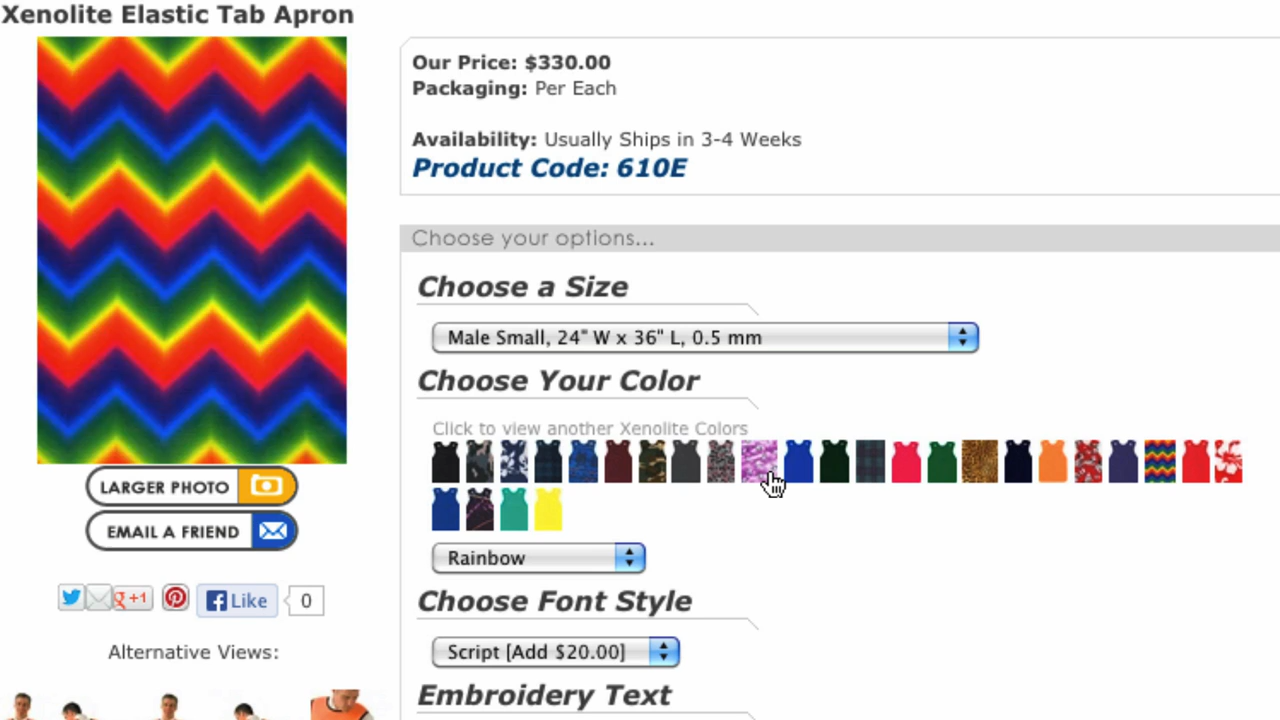 Xenolite Elastic Tab Apron
Our Price: $330.00
Packaging: Per Each
Availability: Usually Ships in 3-4 Weeks
Product Code: 610E
Choose your options...
Choose a Size
Male Small, 24" W x 36" L, 0.5 mm
Choose Your Color
Click to view another Xenolite Colors
Rainbow
Choose Font Style
Script [Add $20.00]
Embroidery Text
LARGER PHOTO
EMAIL A FRIEND
g+1
Like
0
Alternative Views: